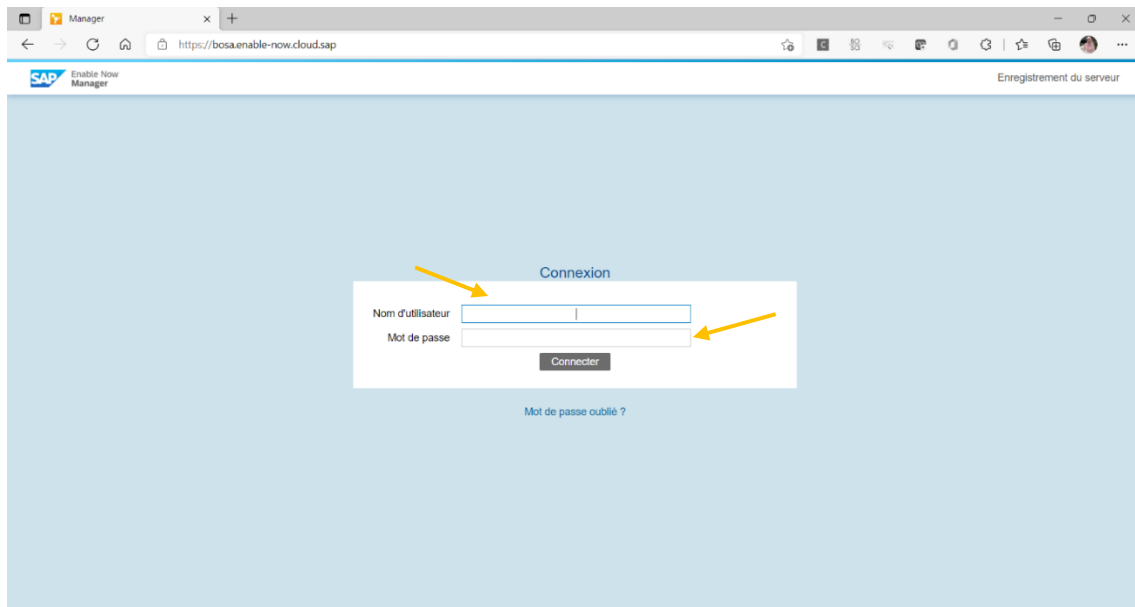 Manager
https://bosa.enable-now.cloud.sap
SAP Enable Now Manager
Enregistrement du serveur
Connexion
Nom d'utilisateur
Mot de passe
Connecter
Mot de passe oublié ?